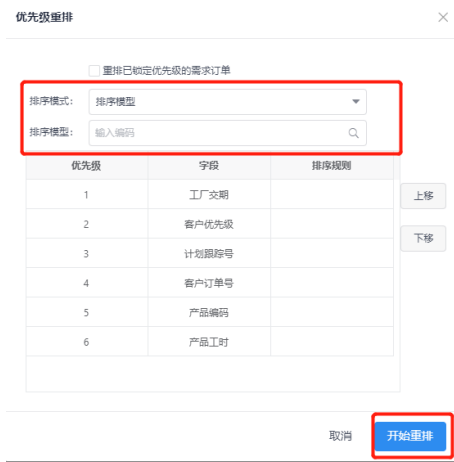 优先级重排
重排已锁定优先级的需求订单
排序模式： 排序模型
排序模型： 输入编码
优先级 字段 排序规则
1 工厂交期
2 客户优先级
3 计划跟踪号
4 客户订单号
5 产品编码
6 产品工时
上移
下移
取消 开始重排